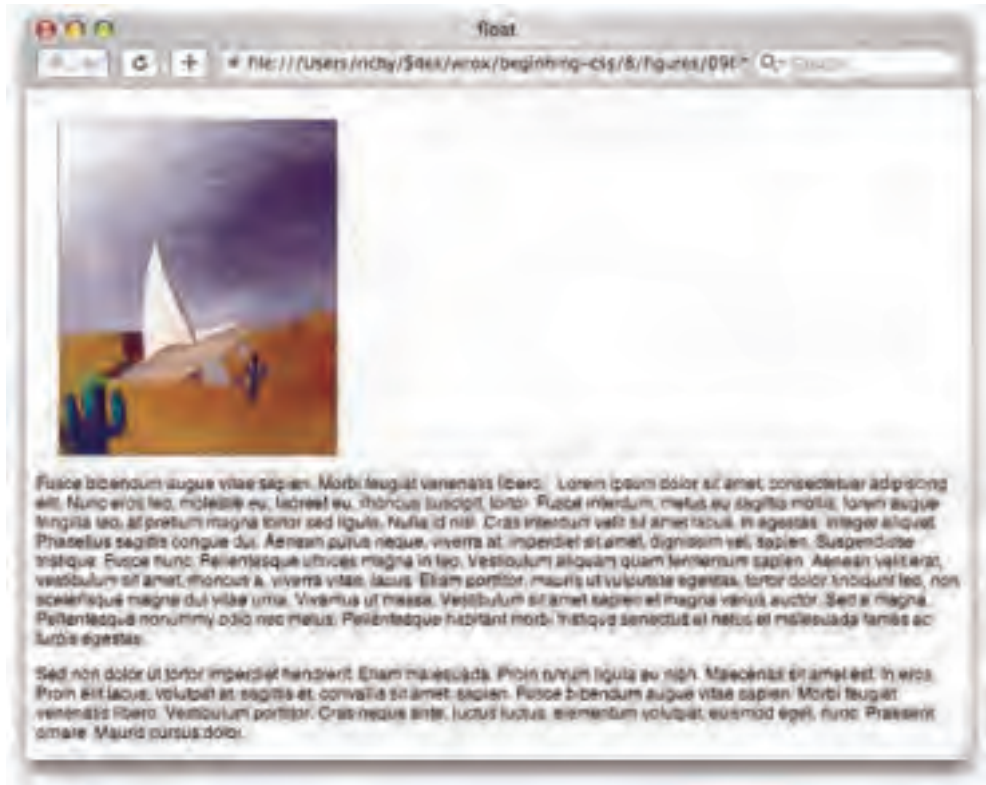 float
file:///Users/richy/Sites/wrox/beginning-css/8/figures/09
Fusce bibendum augue vitae sapien. Morbi feugiat venenatis libero. Lorem ipsum dolor sit amet, consectetuer adipiscing
elit. Nunc eros leo, molestie eu, laoreet eu, rhoncus suscipit, tortor. Fusce interdum, metus eu sagittis mollis, lorem augue
fringilla leo, at pretium magna tortor sed ligula. Nulla id nisl. Cras interdum velit sit amet lacus. In egestas. Integer aliquet.
Phasellus sagittis congue dui. Aenean purus neque, viverra at, imperdiet sit amet, dignissim vel, sapien. Suspendisse
tristique. Fusce nunc. Pellentesque ultrices magna in leo. Vestibulum aliquam quam fermentum sapien. Aenean velit erat,
vestibulum sit amet, rhoncus a, viverra vitae, lacus. Etiam porttitor, mauris ut vulputate egestas, tortor dolor tincidunt leo, non
scelerisque magna dui vitae urna. Vivamus ut massa. Vestibulum sit amet sapien et magna varius auctor. Sed a magna.
Pellentesque nonummy odio nec metus. Pellentesque habitant morbi tristique senectus et netus et malesuada fames ac
turpis egestas.
Sed non dolor ut tortor imperdiet hendrerit. Etiam malesuada. Proin rutrum ligula eu nibh. Maecenas sit amet est. In eros.
Proin elit lacus, volutpat at, sagittis et, convallis sit amet, sapien. Fusce bibendum augue vitae sapien. Morbi feugiat
venenatis libero. Vestibulum porttitor. Cras neque ante, luctus luctus, elementum volutpat, euismod eget, nunc. Praesent
ornare. Mauris cursus dolor.